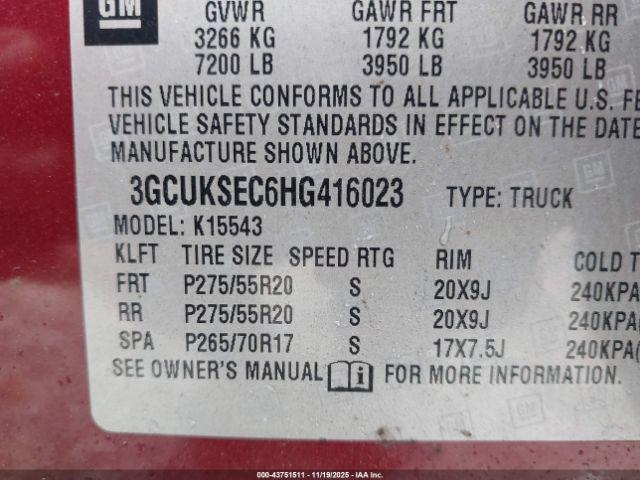 GM
GVWR GAWR FRT GAWR RR
3266 KG 1792 KG 1792 KG
7200 LB 3950 LB 3950 LB
THIS VEHICLE CONFORMS TO ALL APPLICABLE U.S. FE
VEHICLE SAFETY STANDARDS IN EFFECT ON THE DATE
MANUFACTURE SHOWN ABOVE.
3GCUKSEC6HG416023 TYPE: TRUCK
MODEL: K15543
KLFT TIRE SIZE SPEED RTG RIM COLD T
FRT P275/55R20 S 20X9J 240KPA
RR P275/55R20 S 20X9J 240KPA(
SPA P265/70R17 S 17X7.5J 240KPA(
SEE OWNER'S MANUAL FOR MORE INFORMATION.
000-43751511 - 11/19/2025 - IAAI.COM